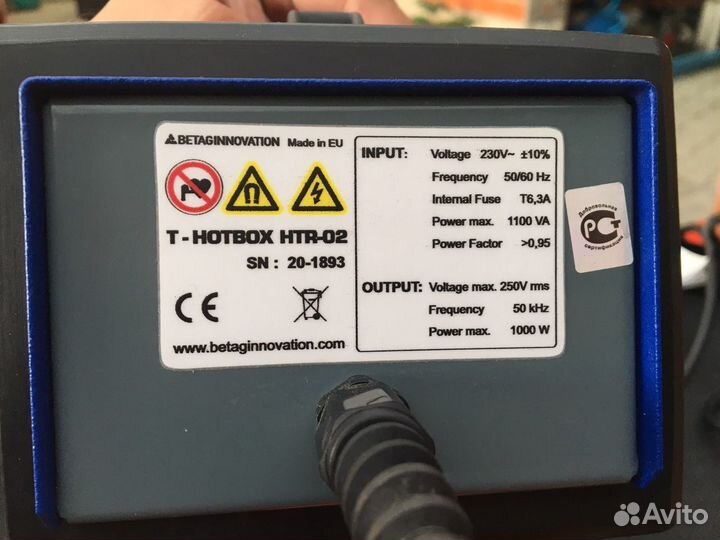 BETAGINNOVATION Made in EU
T - HOTBOX HTR-02
SN : 20-1893
CE
www.betaginnovation.com
INPUT: Voltage 230V~ ±10%
Frequency 50/60 Hz
Internal Fuse T6,3A
Power max. 1100 VA
Power Factor >0,95
OUTPUT: Voltage max. 250V rms
Frequency 50 kHz
Power max. 1000 W
Добровольная
РСТ
сертификация
Avito